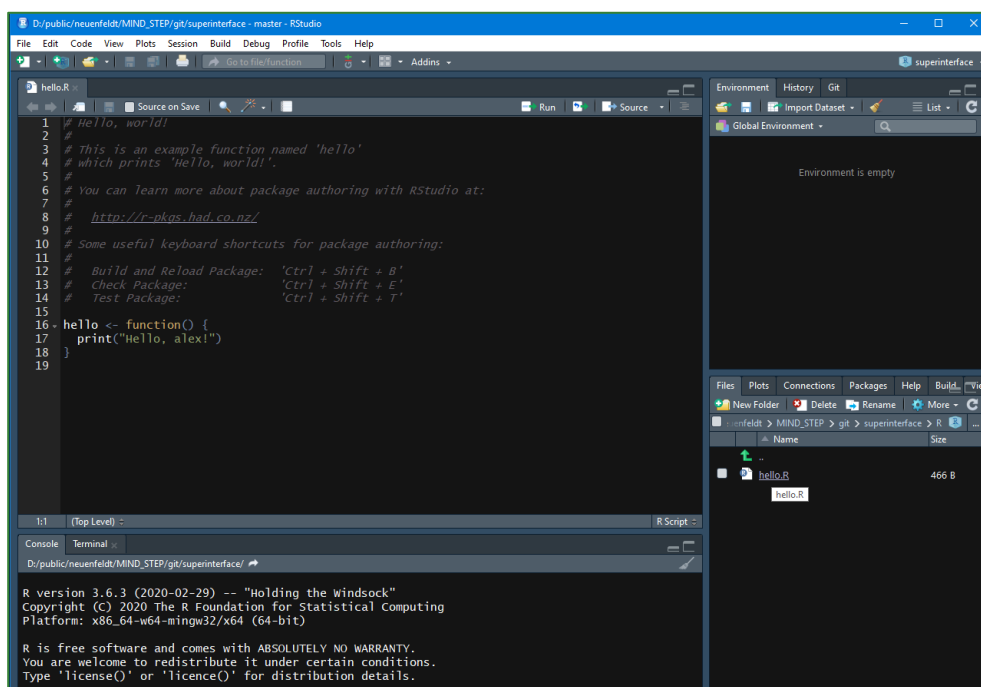 D:/public/neuenfeldt/MIND_STEP/git/superinterface - master - RStudio
File Edit Code View Plots Session Build Debug Profile Tools Help
Go to file/function Addins superinterface
hello.R
Source on Save Run Source
1 # Hello, world!
2 #
3 # This is an example function named 'hello'
4 # which prints 'Hello, world!'.
5 #
6 # You can learn more about package authoring with RStudio at:
7 #
8 #   http://r-pkgs.had.co.nz/
9 #
10 # Some useful keyboard shortcuts for package authoring:
11 #
12 #   Build and Reload Package:  'Ctrl + Shift + B'
13 #   Check Package:             'Ctrl + Shift + E'
14 #   Test Package:              'Ctrl + Shift + T'
15
16 hello <- function() {
17   print("Hello, alex!")
18 }
19
1:1 (Top Level) R Script
Console Terminal
D:/public/neuenfeldt/MIND_STEP/git/superinterface/
R version 3.6.3 (2020-02-29) -- "Holding the Windsock"
Copyright (C) 2020 The R Foundation for Statistical Computing
Platform: x86_64-w64-mingw32/x64 (64-bit)
R is free software and comes with ABSOLUTELY NO WARRANTY.
You are welcome to redistribute it under certain conditions.
Type 'license()' or 'licence()' for distribution details.
Environment History Git
Import Dataset List
Global Environment
Environment is empty
Files Plots Connections Packages Help Build
New Folder Delete Rename More
enfeldt > MIND_STEP > git > superinterface > R ...
Name Size
..
hello.R 466 B
hello.R